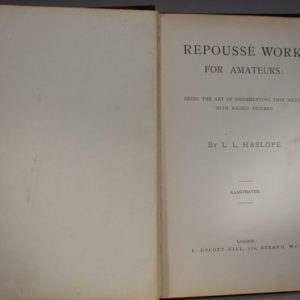 REPOUSSÉ WORK
FOR AMATEURS:
BEING THE ART OF ORNAMENTING THIN METAL
WITH RAISED FIGURES.
BY L. L. HASLOPE.
ILLUSTRATED.
LONDON:
L. UPCOTT GILL, 170, STRAND, W.C.